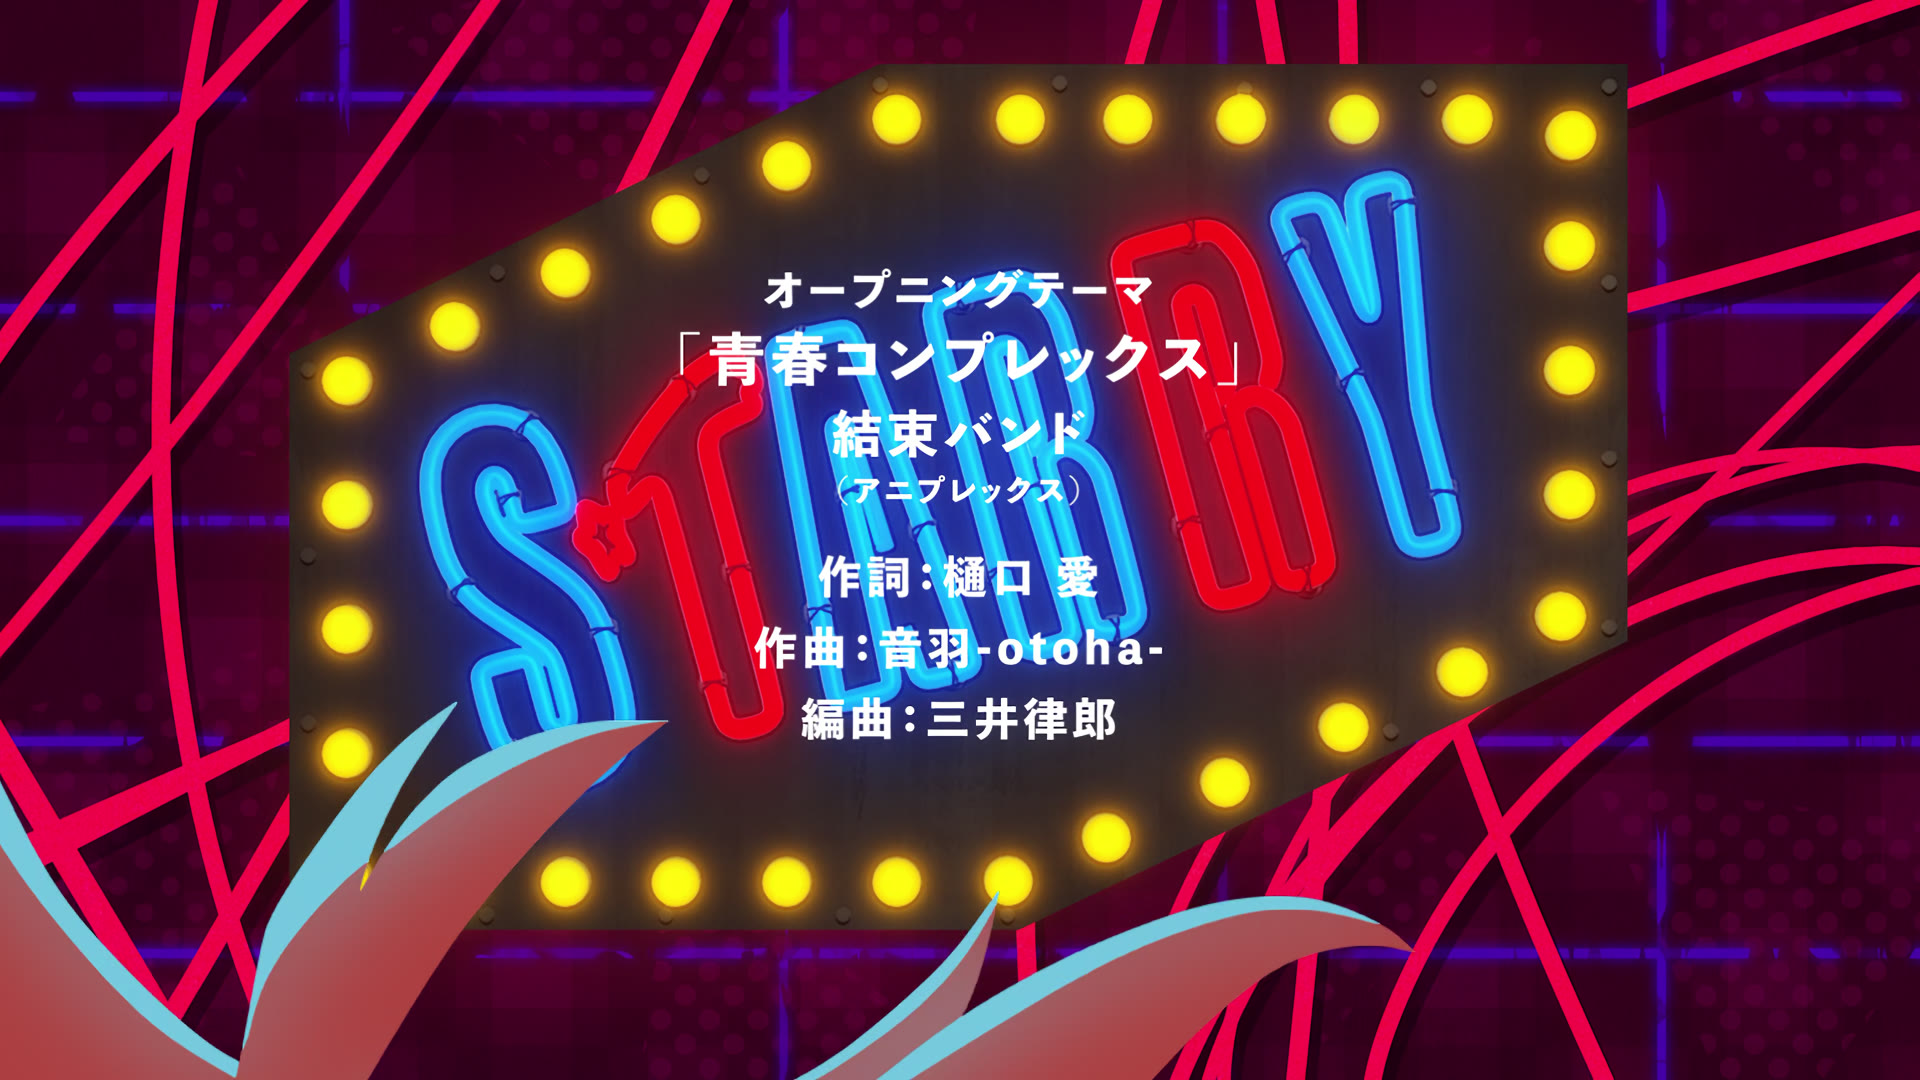 STARRY
オープニングテーマ
「青春コンプレックス」
結束バンド
（アニプレックス）
作詞：樋口 愛
作曲：音羽-otoha-
編曲：三井律郎